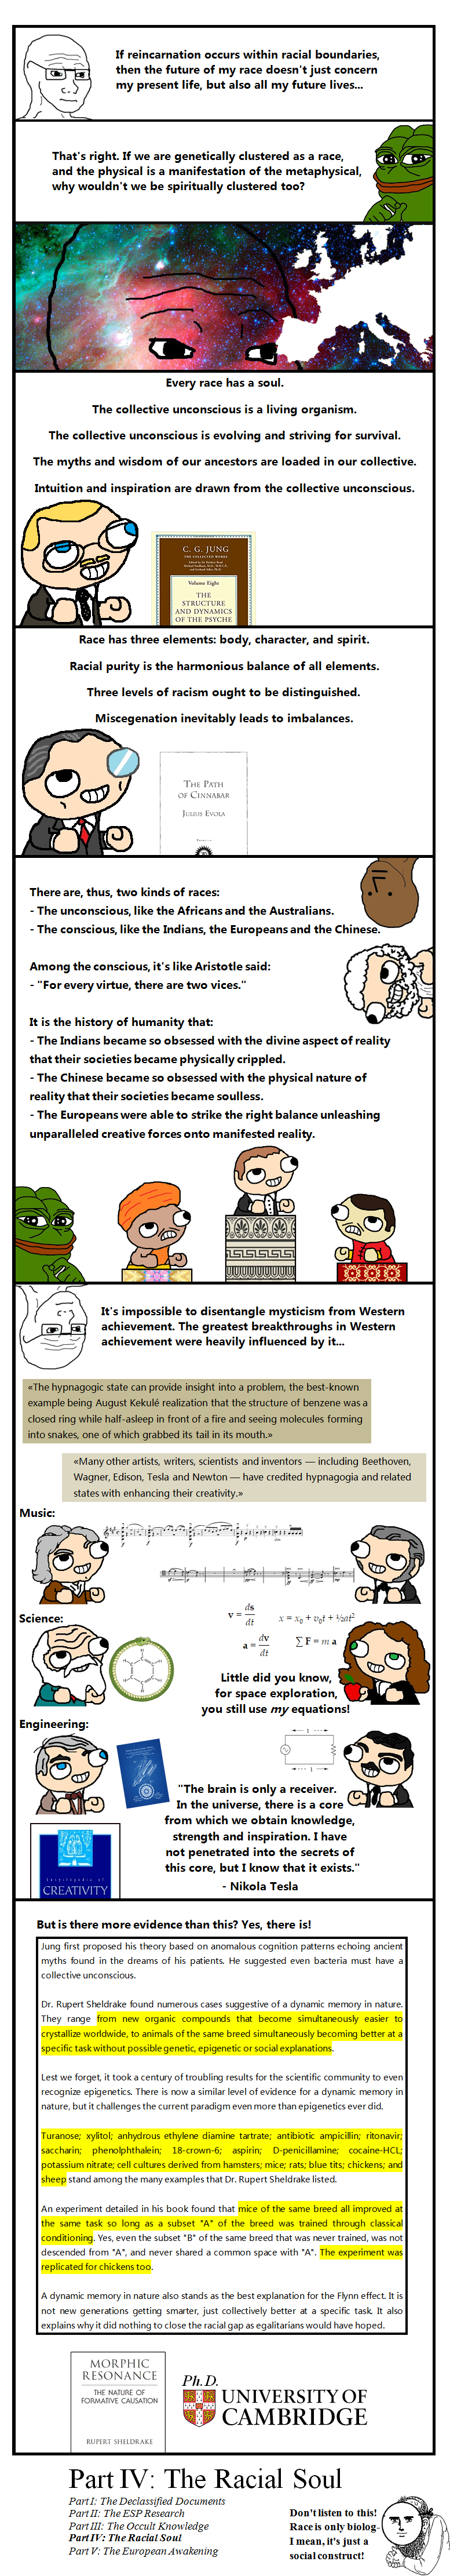 If reincarnation occurs within racial boundaries,
then the future of my race doesn't just concern
my present life, but also all my future lives...
That's right. If we are genetically clustered as a race,
and the physical is a manifestation of the metaphysical,
why wouldn't we be spiritually clustered too?
Every race has a soul.
The collective unconscious is a living organism.
The collective unconscious is evolving and striving for survival.
The myths and wisdom of our ancestors are loaded in our collective.
Intuition and inspiration are drawn from the collective unconscious.
C. G. JUNG
THE COLLECTED WORKS
Volume Eight
THE
STRUCTURE
AND DYNAMICS
OF THE PSYCHE
Race has three elements: body, character, and spirit.
Racial purity is the harmonious balance of all elements.
Three levels of racism ought to be distinguished.
Miscegenation inevitably leads to imbalances.
THE PATH
OF CINNABAR
JULIUS EVOLA
There are, thus, two kinds of races:
- The unconscious, like the Africans and the Australians.
- The conscious, like the Indians, the Europeans and the Chinese.
Among the conscious, it's like Aristotle said:
- "For every virtue, there are two vices."
It is the history of humanity that:
- The Indians became so obsessed with the divine aspect of reality
that their societies became physically crippled.
- The Chinese became so obsessed with the physical nature of
reality that their societies became soulless.
- The Europeans were able to strike the right balance unleashing
unparalleled creative forces onto manifested reality.
It's impossible to disentangle mysticism from Western
achievement. The greatest breakthroughs in Western
achievement were heavily influenced by it...
«The hypnagogic state can provide insight into a problem, the best-known
example being August Kekulé realization that the structure of benzene was a
closed ring while half-asleep in front of a fire and seeing molecules forming
into snakes, one of which grabbed its tail in its mouth.»
«Many other artists, writers, scientists and inventors — including Beethoven,
Wagner, Edison, Tesla and Newton — have credited hypnagogia and related
states with enhancing their creativity.»
Music:
Science:
v = ds/dt
x = x₀ + v₀t + ½at²
a = dv/dt
∑ F = m a
Little did you know,
for space exploration,
you still use my equations!
Engineering:
"The brain is only a receiver.
In the universe, there is a core
from which we obtain knowledge,
strength and inspiration. I have
not penetrated into the secrets of
this core, but I know that it exists."
- Nikola Tesla
encyclopedia of
CREATIVITY
But is there more evidence than this? Yes, there is!
Jung first proposed his theory based on anomalous cognition patterns echoing ancient
myths found in the dreams of his patients. He suggested even bacteria must have a
collective unconscious.
Dr. Rupert Sheldrake found numerous cases suggestive of a dynamic memory in nature.
They range from new organic compounds that become simultaneously easier to
crystallize worldwide, to animals of the same breed simultaneously becoming better at a
specific task without possible genetic, epigenetic or social explanations.
Lest we forget, it took a century of troubling results for the scientific community to even
recognize epigenetics. There is now a similar level of evidence for a dynamic memory in
nature, but it challenges the current paradigm even more than epigenetics ever did.
Turanose; xylitol; anhydrous ethylene diamine tartrate; antibiotic ampicillin; ritonavir;
saccharin; phenolphthalein; 18-crown-6; aspirin; D-penicillamine; cocaine-HCL;
potassium nitrate; cell cultures derived from hamsters; mice; rats; blue tits; chickens; and
sheep stand among the many examples that Dr. Rupert Sheldrake listed.
An experiment detailed in his book found that mice of the same breed all improved at
the same task so long as a subset "A" of the breed was trained through classical
conditioning. Yes, even the subset "B" of the same breed that was never trained, was not
descended from "A", and never shared a common space with "A". The experiment was
replicated for chickens too.
A dynamic memory in nature also stands as the best explanation for the Flynn effect. It is
not new generations getting smarter, just collectively better at a specific task. It also
explains why it did nothing to close the racial gap as egalitarians would have hoped.
MORPHIC
RESONANCE
THE NATURE OF
FORMATIVE CAUSATION
RUPERT SHELDRAKE
Ph.D.
UNIVERSITY OF
CAMBRIDGE
Part IV: The Racial Soul
Part I: The Declassified Documents
Part II: The ESP Research
Part III: The Occult Knowledge
Part IV: The Racial Soul
Part V: The European Awakening
Don't listen to this!
Race is only biolog-
I mean, it's just a
social construct!